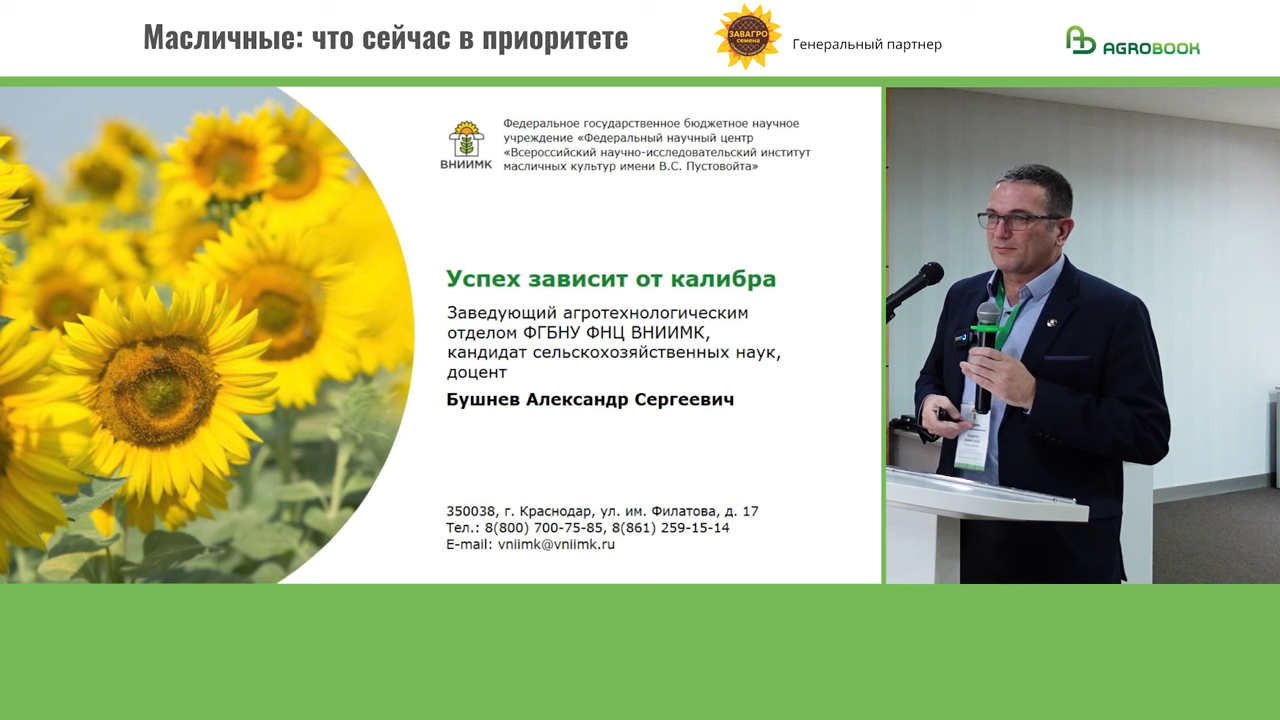 Масличные: что сейчас в приоритете
ЗАВАГРО
семена
Генеральный партнер
AGROBOOK
ВНИИМК
Федеральное государственное бюджетное научное
учреждение «Федеральный научный центр
«Всероссийский научно-исследовательский институт
масличных культур имени В.С. Пустовойта»
Успех зависит от калибра
Заведующий агротехнологическим
отделом ФГБНУ ФНЦ ВНИИМК,
кандидат сельскохозяйственных наук,
доцент
Бушнев Александр Сергеевич
350038, г. Краснодар, ул. им. Филатова, д. 17
Тел.: 8(800) 700-75-85, 8(861) 259-15-14
E-mail: vniimk@vniimk.ru